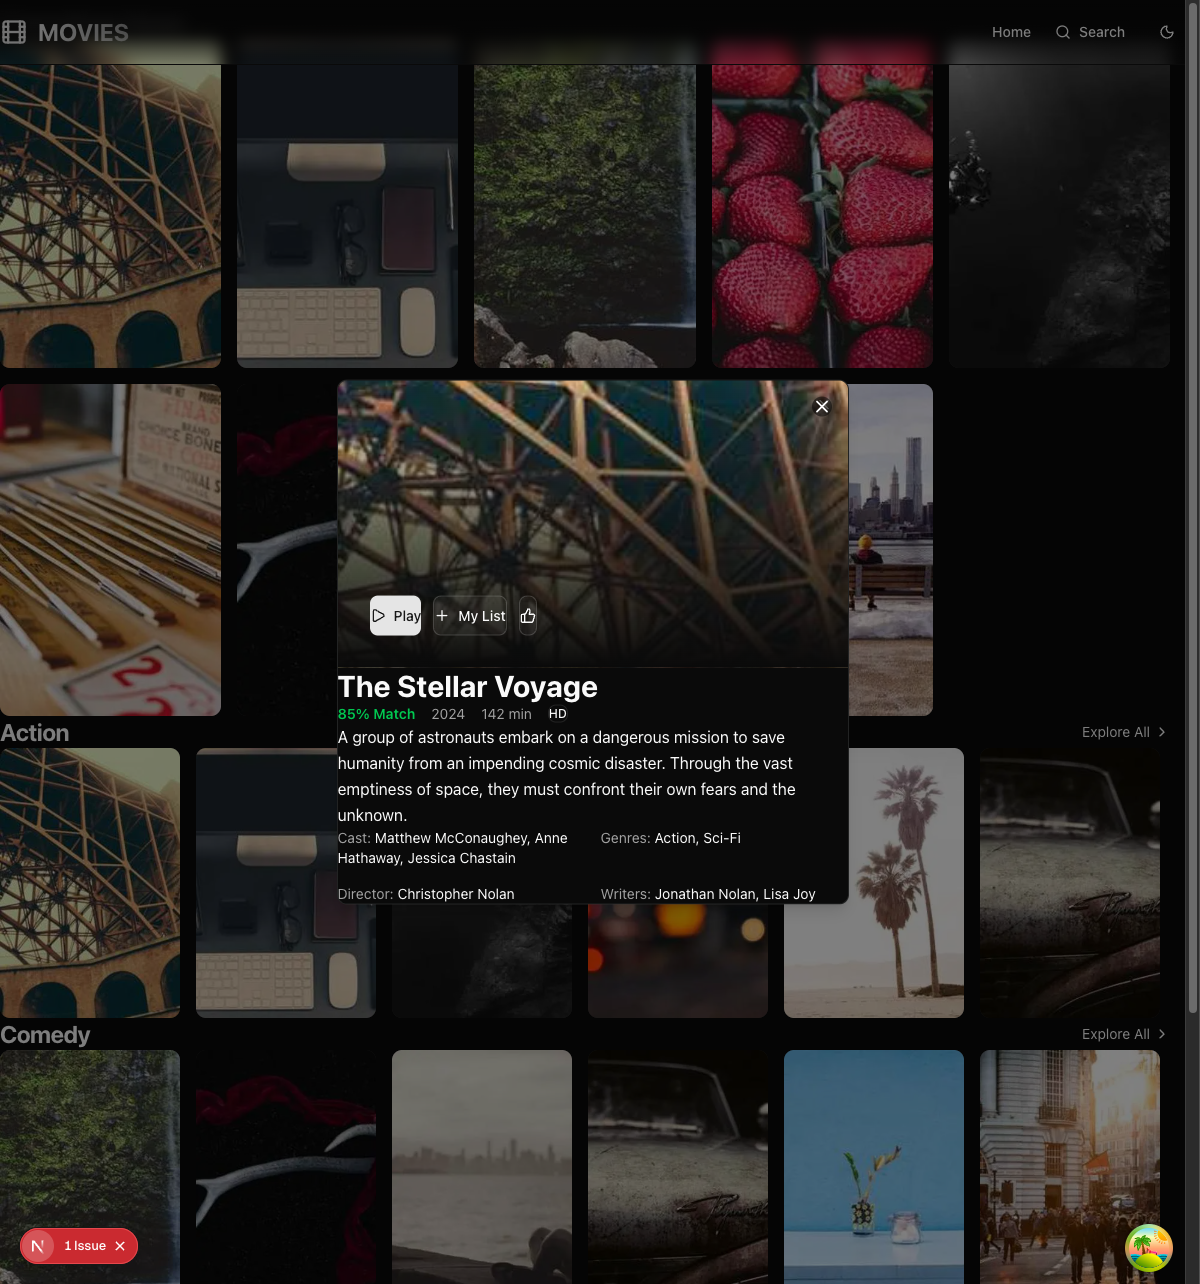 MOVIES
Home
Search
CHOICE BONE
Action
Explore All
Play
My List
The Stellar Voyage
85% Match 2024 142 min HD
A group of astronauts embark on a dangerous mission to save
humanity from an impending cosmic disaster. Through the vast
emptiness of space, they must confront their own fears and the
unknown.
Cast: Matthew McConaughey, Anne
Hathaway, Jessica Chastain
Genres: Action, Sci-Fi
Director: Christopher Nolan
Writers: Jonathan Nolan, Lisa Joy
Comedy
Explore All
N
1 Issue